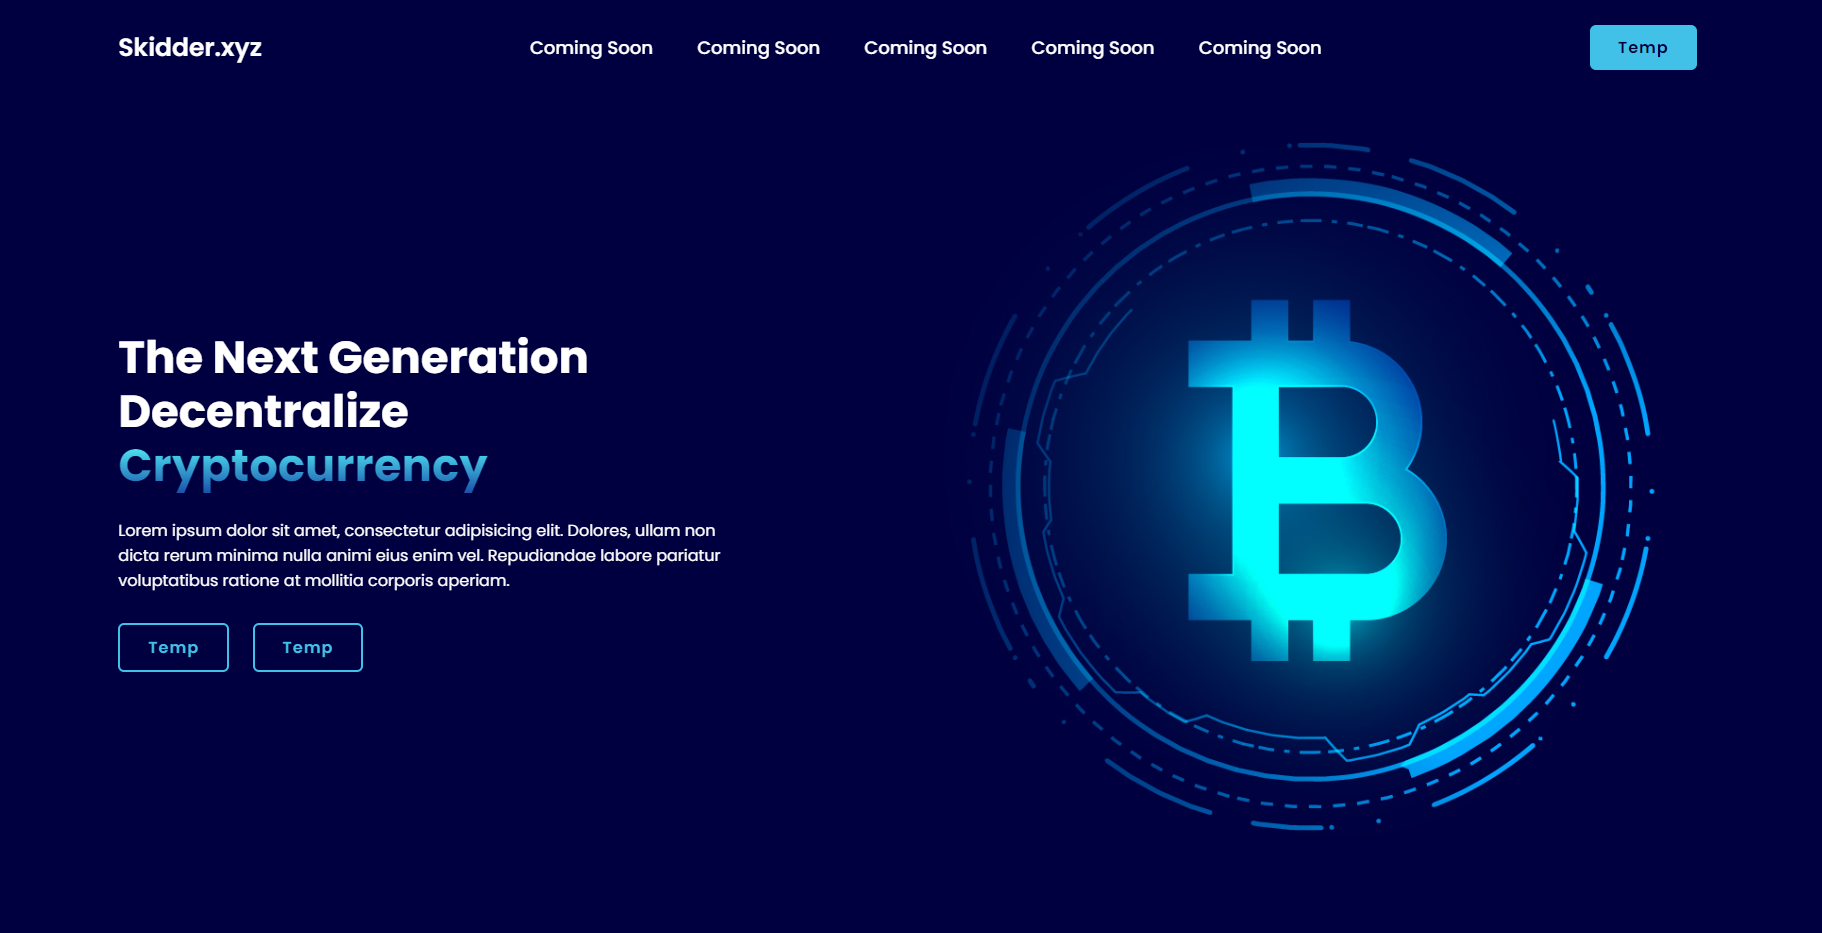 Skidder.xyz
Coming Soon
Coming Soon
Coming Soon
Coming Soon
Coming Soon
Temp
The Next Generation
Decentralize
Cryptocurrency
Lorem ipsum dolor sit amet, consectetur adipisicing elit. Dolores, ullam non
dicta rerum minima nulla animi eius enim vel. Repudiandae labore pariatur
voluptatibus ratione at mollitia corporis aperiam.
Temp
Temp